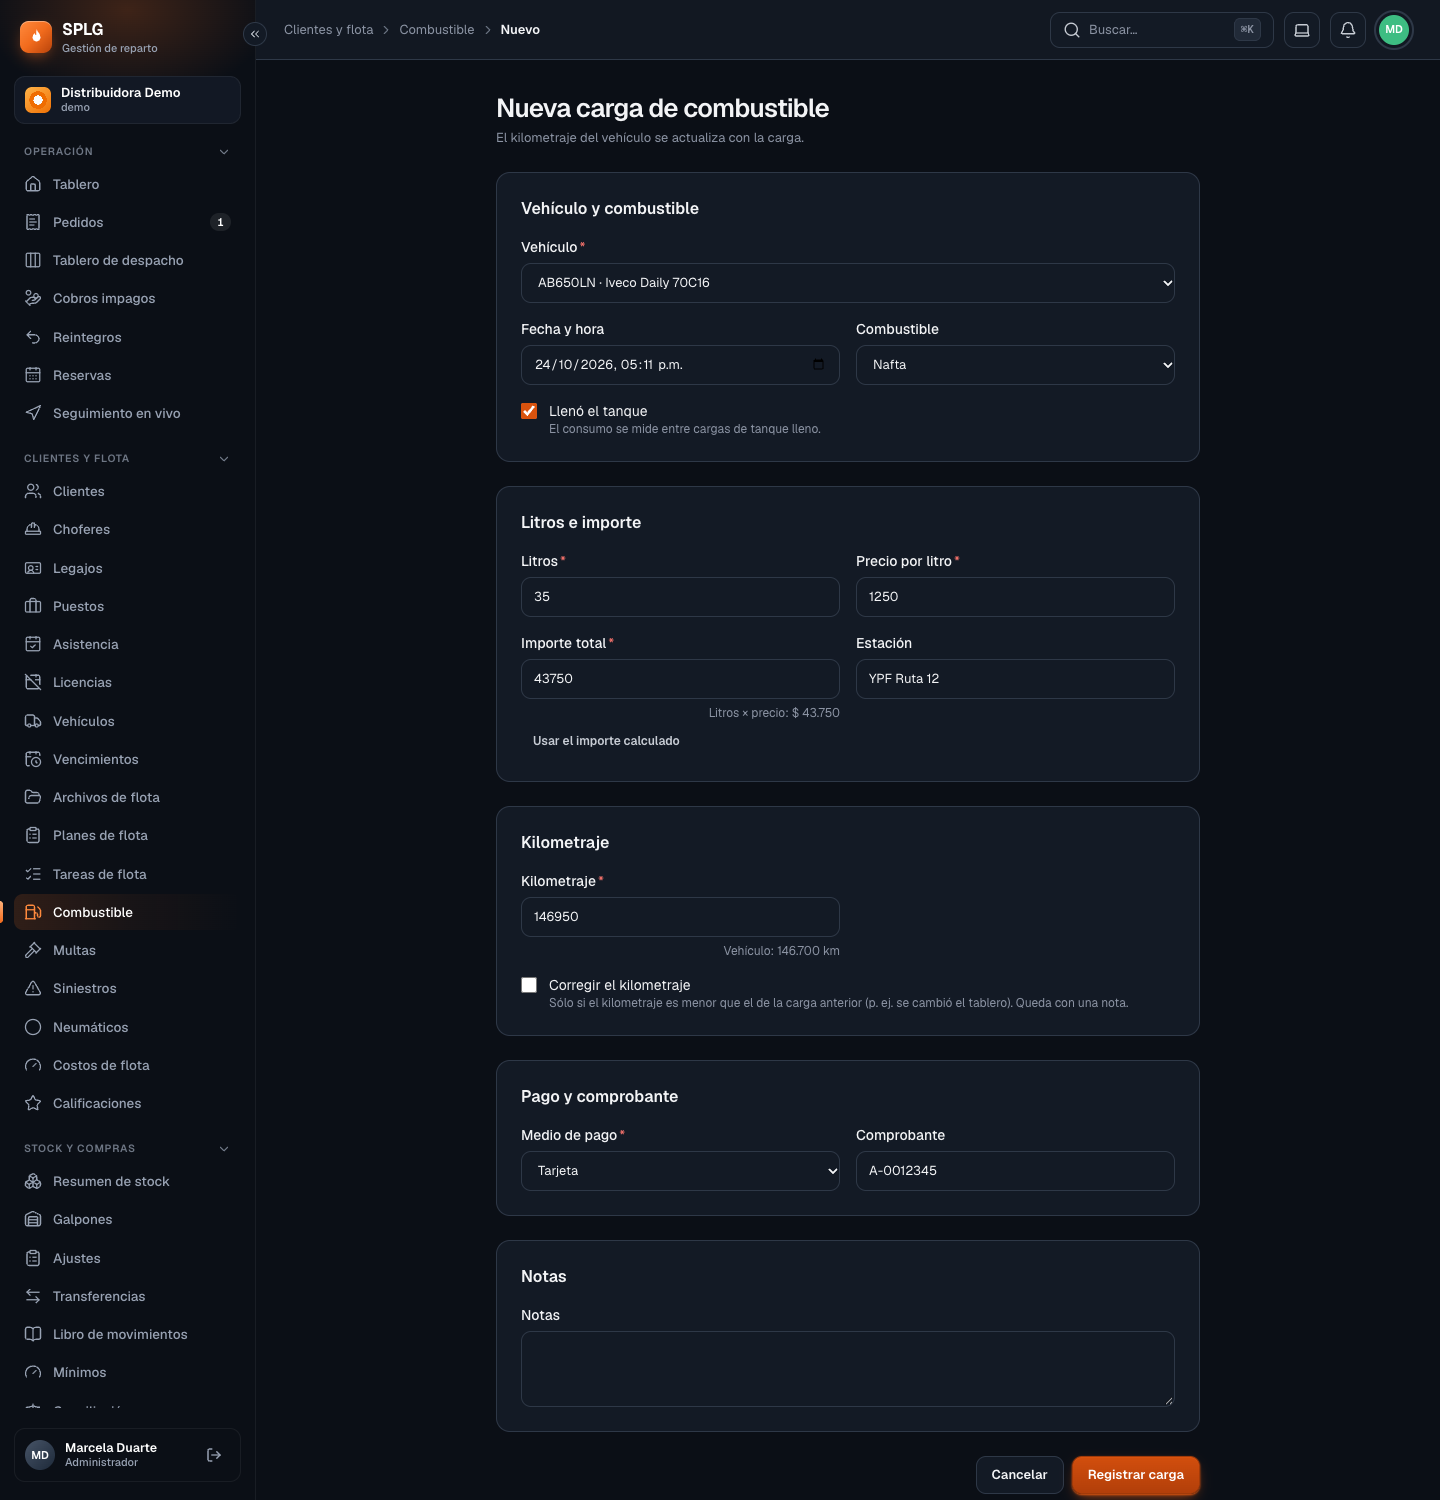 SPLG
Gestión de reparto
Distribuidora Demo
demo
OPERACIÓN
Tablero
Pedidos 1
Tablero de despacho
Cobros impagos
Reintegros
Reservas
Seguimiento en vivo
CLIENTES Y FLOTA
Clientes
Choferes
Legajos
Puestos
Asistencia
Licencias
Vehículos
Vencimientos
Archivos de flota
Planes de flota
Tareas de flota
Combustible
Multas
Siniestros
Neumáticos
Costos de flota
Calificaciones
STOCK Y COMPRAS
Resumen de stock
Galpones
Ajustes
Transferencias
Libro de movimientos
Mínimos
MD
Marcela Duarte
Administrador
Clientes y flota > Combustible > Nuevo
Buscar... ⌘K
MD
Nueva carga de combustible
El kilometraje del vehículo se actualiza con la carga.
Vehículo y combustible
Vehículo*
AB650LN · Iveco Daily 70C16
Fecha y hora
24/10/2026, 05:11 p.m.
Combustible
Nafta
Llenó el tanque
El consumo se mide entre cargas de tanque lleno.
Litros e importe
Litros*
35
Precio por litro*
1250
Importe total*
43750
Litros × precio: $ 43.750
Usar el importe calculado
Estación
YPF Ruta 12
Kilometraje
Kilometraje*
146950
Vehículo: 146.700 km
Corregir el kilometraje
Sólo si el kilometraje es menor que el de la carga anterior (p. ej. se cambió el tablero). Queda con una nota.
Pago y comprobante
Medio de pago*
Tarjeta
Comprobante
A-0012345
Notas
Notas
Cancelar
Registrar carga